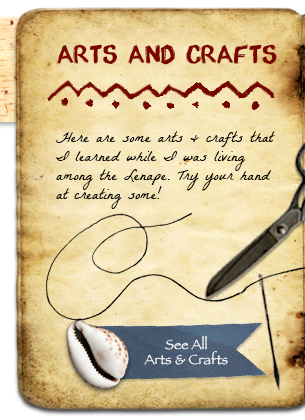 ARTS AND CRAFTS
Here are some arts & crafts that
I learned while I was living
among the Lenape. Try your hand
at creating some!
See All
Arts & Crafts